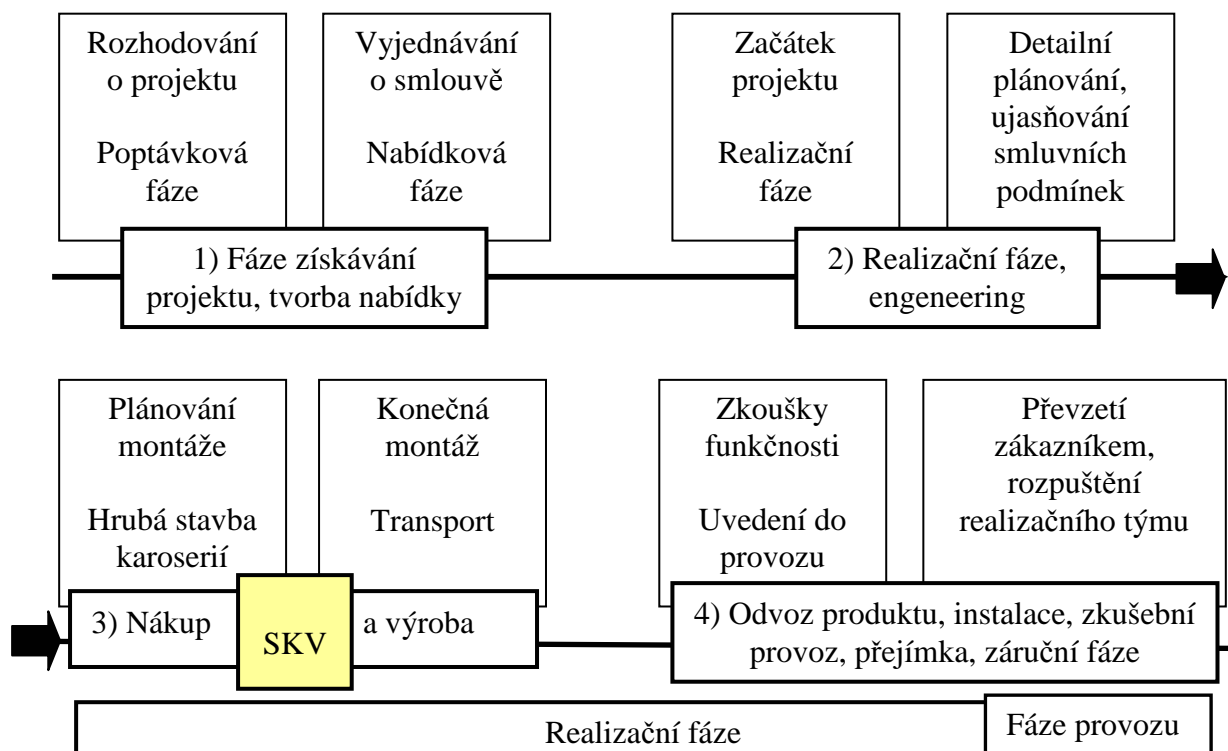 Rozhodování
o projektu
Poptávková
fáze
Vyjednávání
o smlouvě
Nabídková
fáze
Začátek
projektu
Realizační
fáze
Detailní
plánování,
ujasňování
smluvních
podmínek
1) Fáze získávání
projektu, tvorba nabídky
2) Realizační fáze,
engeneering
Plánování
montáže
Hrubá stavba
karoserií
Konečná
montáž
Transport
Zkoušky
funkčnosti
Uvedení do
provozu
Převzetí
zákazníkem,
rozpuštění
realizačního týmu
3) Nákup
SKV
a výroba
4) Odvoz produktu, instalace, zkušební
provoz, přejímka, záruční fáze
Realizační fáze
Fáze provozu